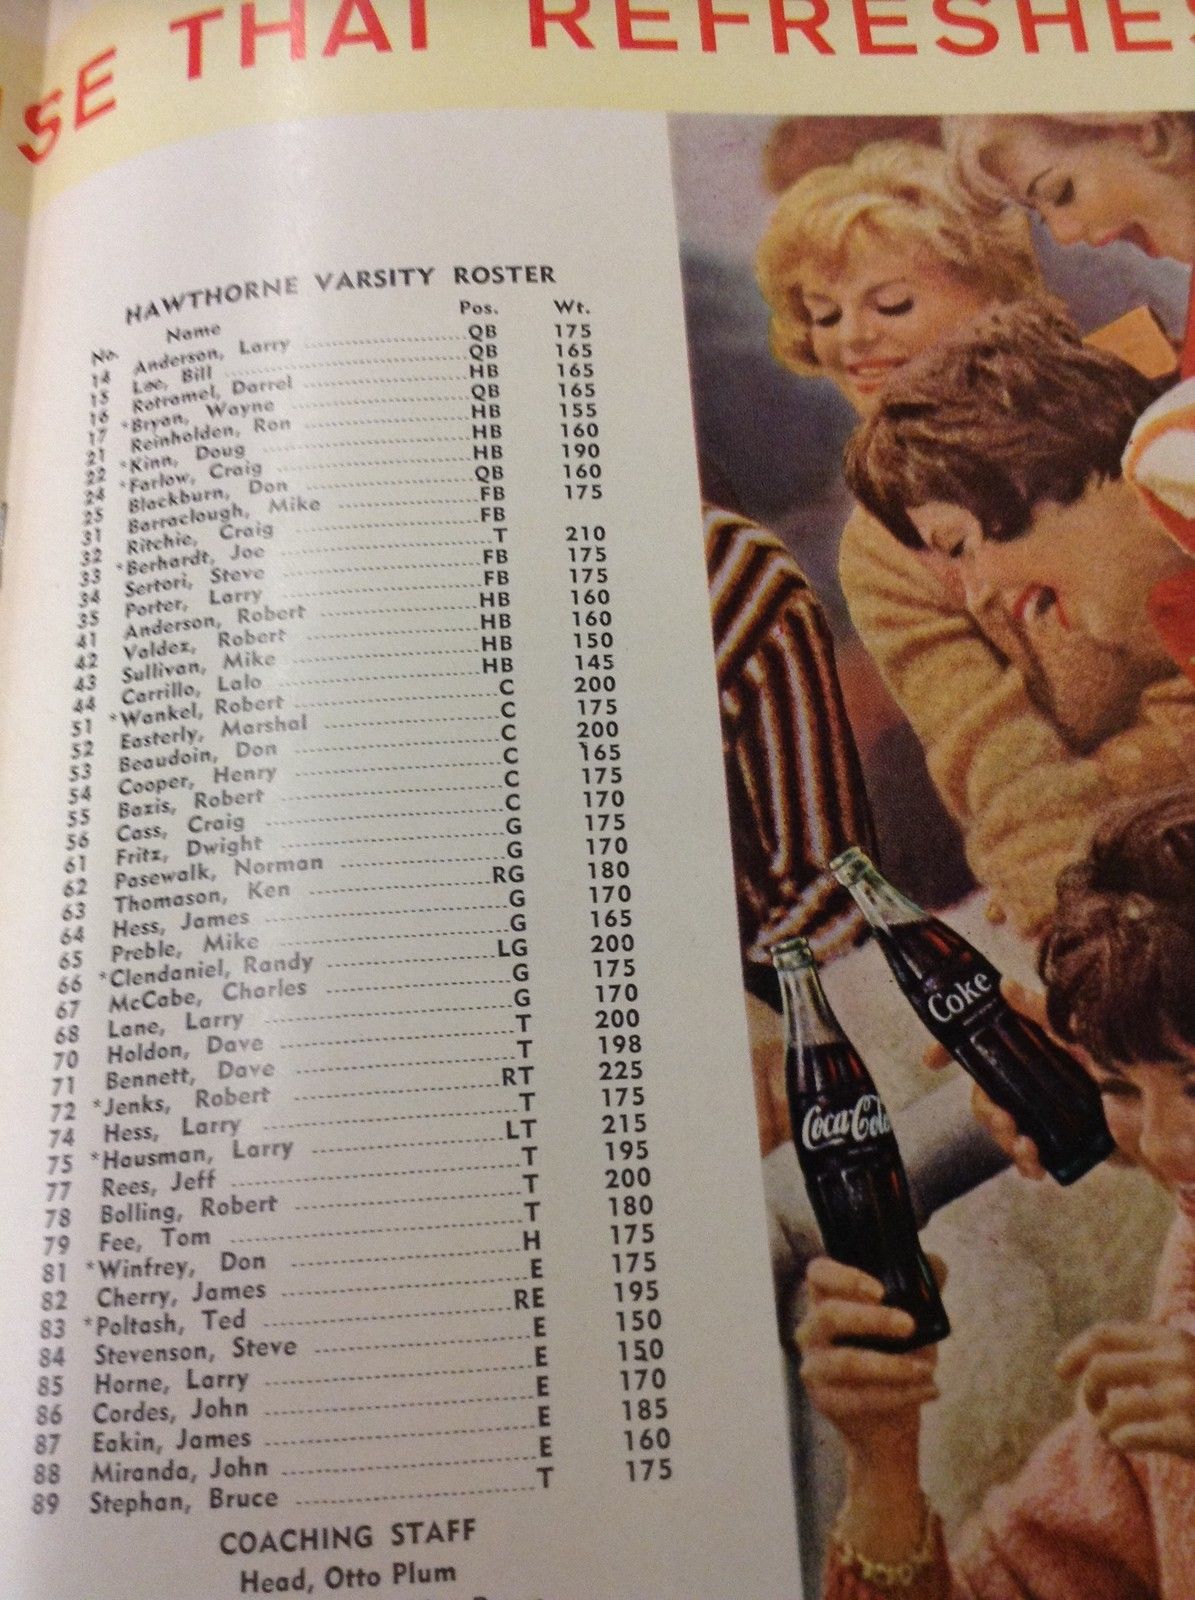 SE THAT REFRESHES
HAWTHORNE VARSITY ROSTER
No. Name Pos. Wt.
14 Anderson, Larry QB 175
15 Lee, Bill QB 165
16 Rotramel, Darrel HB 165
17 *Bryan, Wayne QB 165
21 Reinholden, Ron HB 155
22 *Kinn, Doug HB 160
24 *Farlow, Craig HB 190
25 Blackburn, Don QB 160
31 Barraclough, Mike FB 175
32 Ritchie, Craig FB
33 *Berhardt, Joe T 210
34 Sertori, Steve FB 175
35 Porter, Larry FB 175
41 Anderson, Robert HB 160
42 Valdez, Robert HB 160
43 Sullivan, Mike HB 150
44 Carrillo, Lalo HB 145
51 *Wankel, Robert C 200
52 Easterly, Marshal C 175
53 Beaudoin, Don C 200
54 Cooper, Henry C 165
55 Bazis, Robert C 175
56 Cass, Craig C 170
61 Fritz, Dwight G 175
62 Pasewalk, Norman G 170
63 Thomason, Ken RG 180
64 Hess, James G 170
65 Preble, Mike G 165
66 *Clendaniel, Randy LG 200
67 McCabe, Charles G 175
68 Lane, Larry G 170
70 Holdon, Dave T 200
71 Bennett, Dave T 198
72 *Jenks, Robert RT 225
74 Hess, Larry T 175
75 *Hausman, Larry LT 215
77 Rees, Jeff T 195
78 Bolling, Robert T 200
79 Fee, Tom T 180
81 *Winfrey, Don H 175
82 Cherry, James E 175
83 *Poltash, Ted RE 195
84 Stevenson, Steve E 150
85 Horne, Larry E 150
86 Cordes, John E 170
87 Eakin, James E 185
88 Miranda, John E 160
89 Stephan, Bruce T 175
COACHING STAFF
Head, Otto Plum
Coke
Coca-Cola